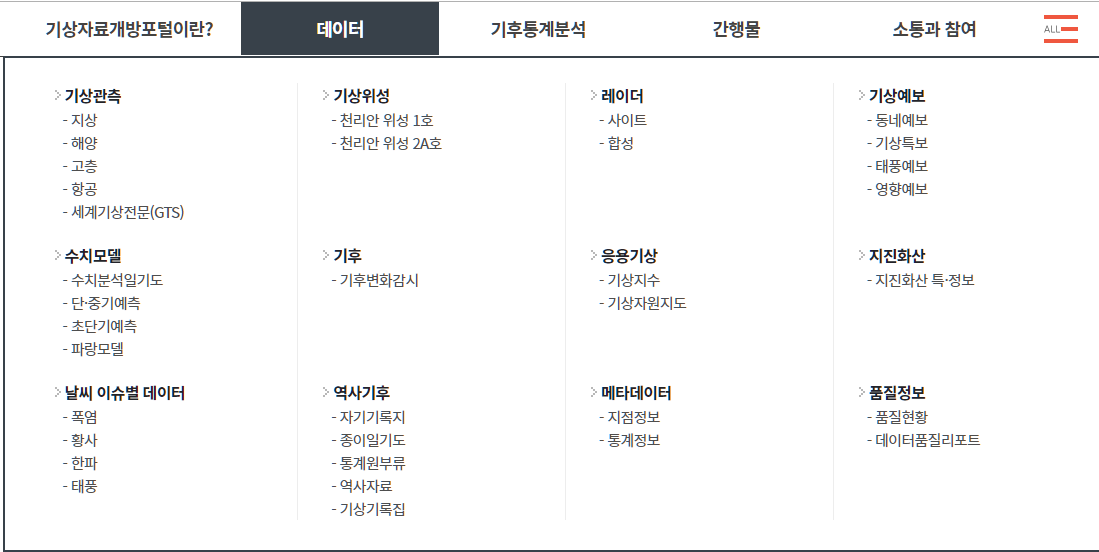 기상자료개방포털이란?
데이터
기후통계분석
간행물
소통과 참여
ALL
기상관측
- 지상
- 해양
- 고층
- 항공
- 세계기상전문(GTS)
기상위성
- 천리안 위성 1호
- 천리안 위성 2A호
레이더
- 사이트
- 합성
기상예보
- 동네예보
- 기상특보
- 태풍예보
- 영향예보
수치모델
- 수치분석일기도
- 단·중기예측
- 초단기예측
- 파랑모델
기후
- 기후변화감시
응용기상
- 기상지수
- 기상자원지도
지진화산
- 지진화산 특·정보
날씨 이슈별 데이터
- 폭염
- 황사
- 한파
- 태풍
역사기후
- 자기기록지
- 종이일기도
- 통계원부류
- 역사자료
- 기상기록집
메타데이터
- 지점정보
- 통계정보
품질정보
- 품질현황
- 데이터품질리포트